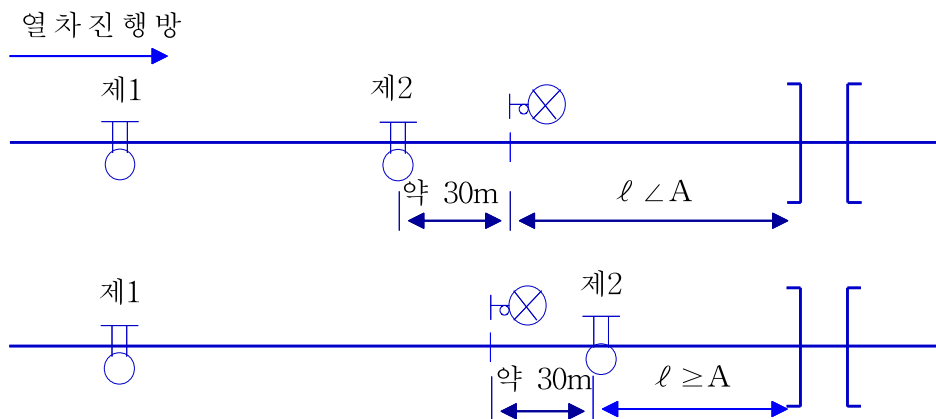 열차진행방
제1
제2
약 30m
ℓ ∠A
제1
제2
약 30m
ℓ ≥A